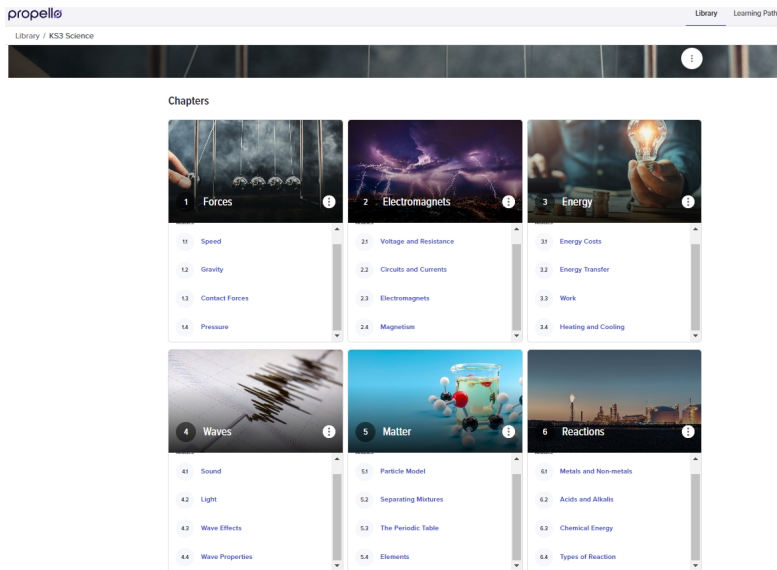 propello
Library
Learning Path
Library / KS3 Science
Chapters
1 Forces
1.1 Speed
1.2 Gravity
1.3 Contact Forces
1.4 Pressure
2 Electromagnets
2.1 Voltage and Resistance
2.2 Circuits and Currents
2.3 Electromagnets
2.4 Magnetism
3 Energy
3.1 Energy Costs
3.2 Energy Transfer
3.3 Work
3.4 Heating and Cooling
4 Waves
4.1 Sound
4.2 Light
4.3 Wave Effects
4.4 Wave Properties
5 Matter
5.1 Particle Model
5.2 Separating Mixtures
5.3 The Periodic Table
5.4 Elements
6 Reactions
6.1 Metals and Non-metals
6.2 Acids and Alkalis
6.3 Chemical Energy
6.4 Types of Reaction